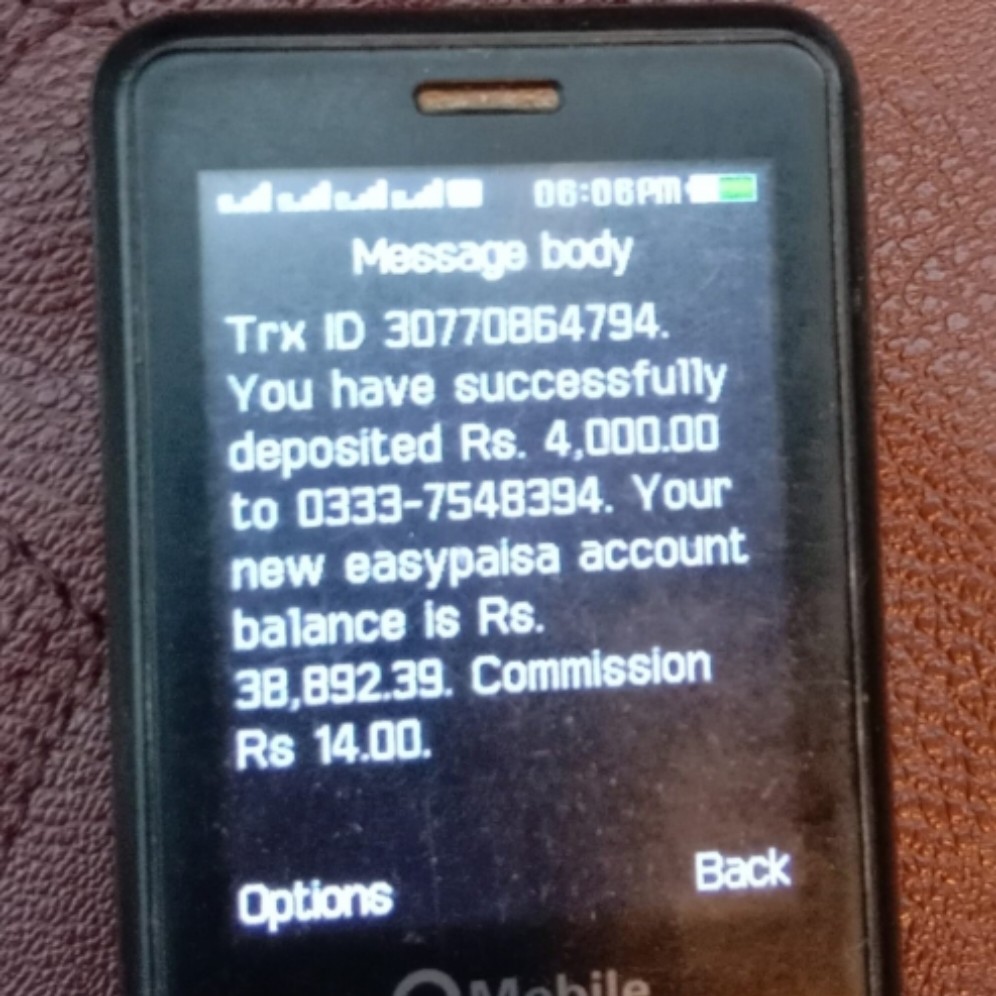 06:06PM
Message body
Trx ID 30770864794.
You have successfully
deposited Rs. 4,000.00
to 0333-7548394. Your
new easypaisa account
balance is Rs.
38,892.39. Commission
Rs 14.00.
Options Back
QMobile